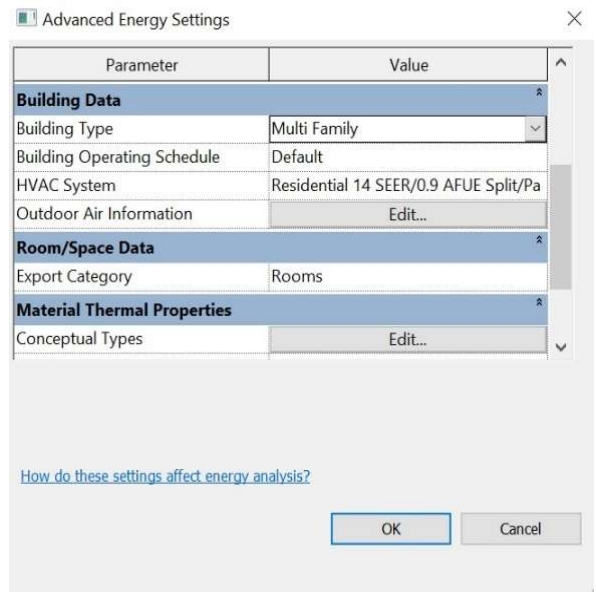 Advanced Energy Settings
Parameter Value
Building Data
Building Type Multi Family
Building Operating Schedule Default
HVAC System Residential 14 SEER/0.9 AFUE Split/Pa
Outdoor Air Information Edit...
Room/Space Data
Export Category Rooms
Material Thermal Properties
Conceptual Types Edit...
How do these settings affect energy analysis?
OK Cancel